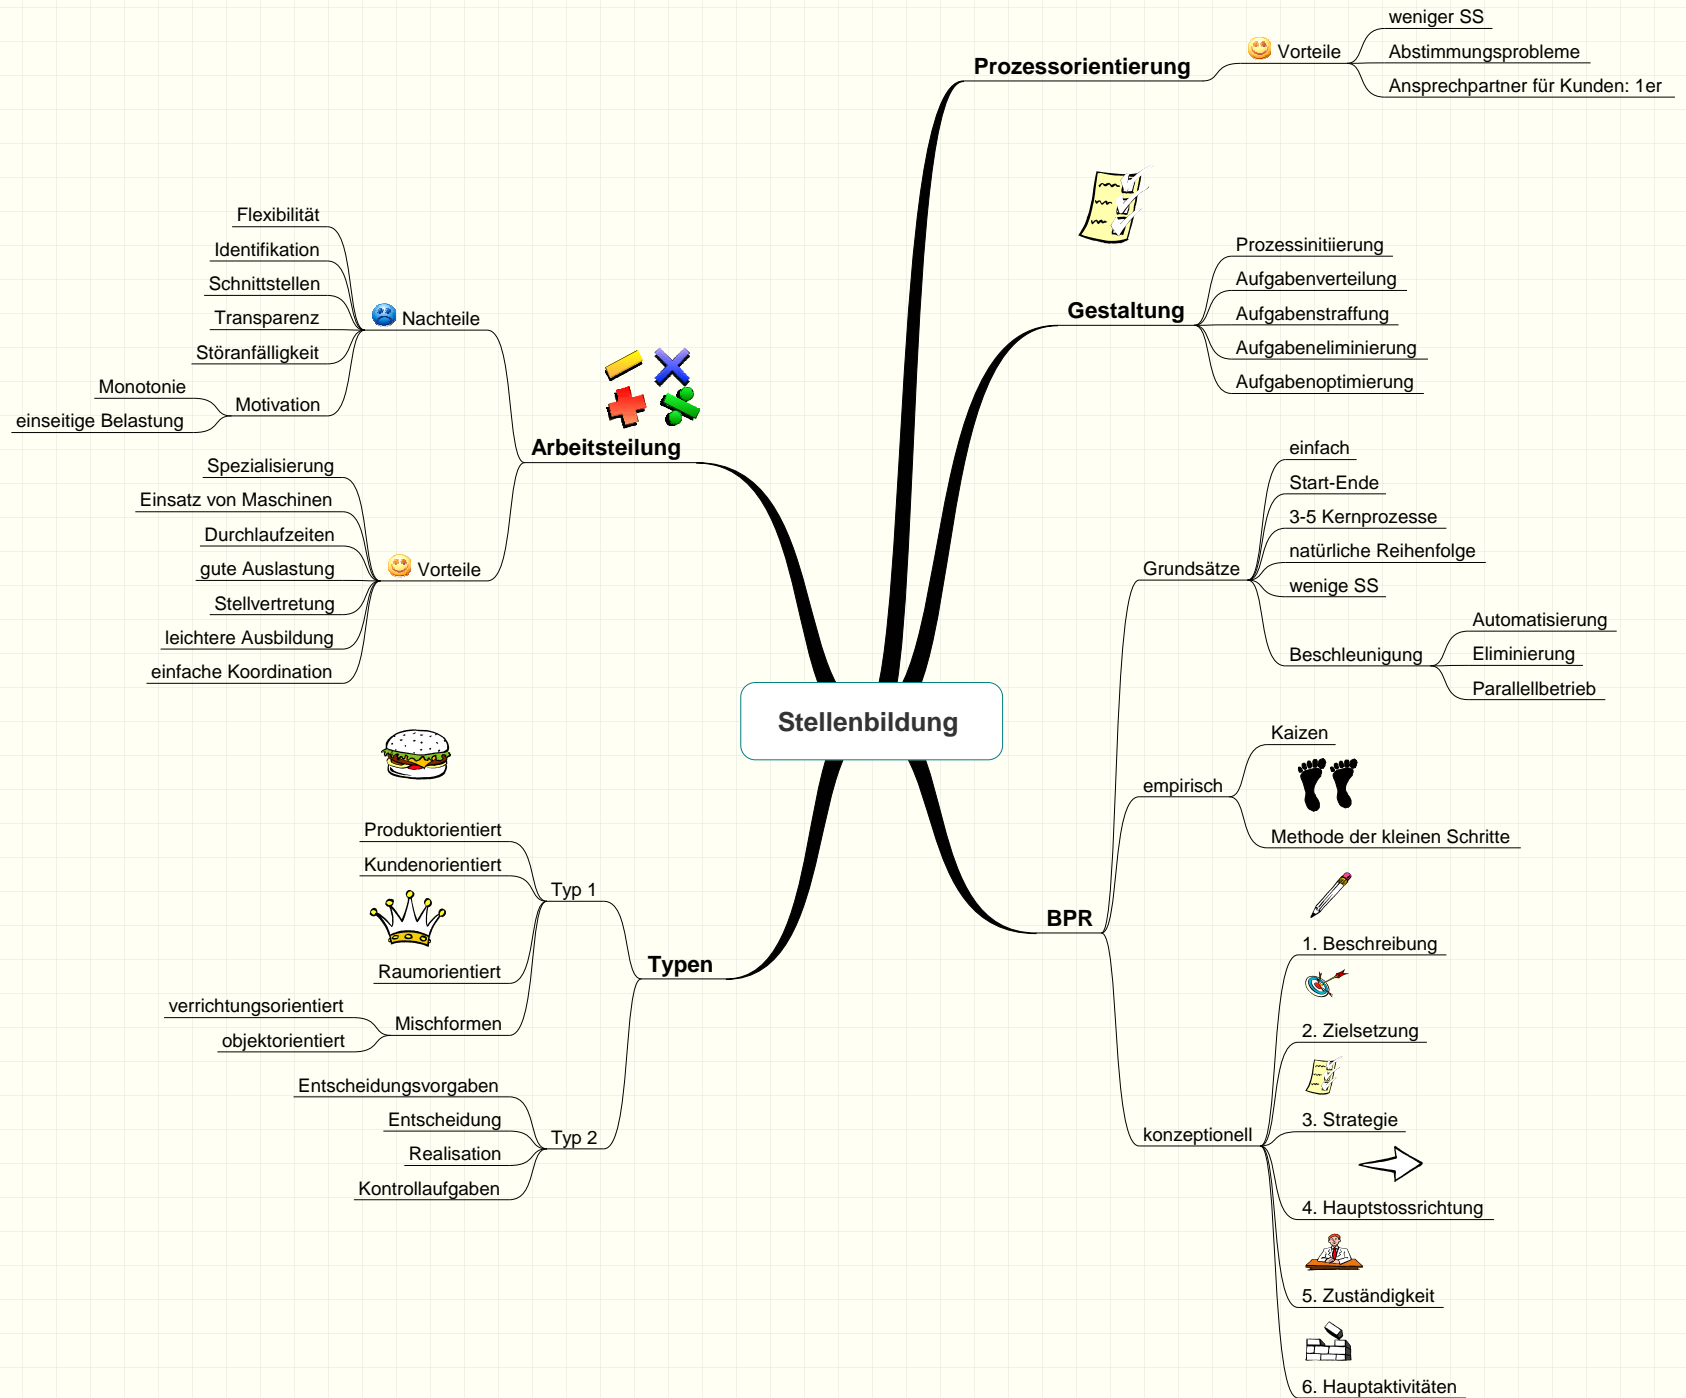 Stellenbildung
Prozessorientierung
Vorteile
weniger SS
Abstimmungsprobleme
Ansprechpartner für Kunden: 1er
Gestaltung
Prozessinitiierung
Aufgabenverteilung
Aufgabenstraffung
Aufgabeneliminierung
Aufgabenoptimierung
BPR
Grundsätze
einfach
Start-Ende
3-5 Kernprozesse
natürliche Reihenfolge
wenige SS
Beschleunigung
Automatisierung
Eliminierung
Parallellbetrieb
empirisch
Kaizen
Methode der kleinen Schritte
konzeptionell
1. Beschreibung
2. Zielsetzung
3. Strategie
4. Hauptstossrichtung
5. Zuständigkeit
6. Hauptaktivitäten
Arbeitsteilung
Nachteile
Flexibilität
Identifikation
Schnittstellen
Transparenz
Störanfälligkeit
Motivation
Monotonie
einseitige Belastung
Vorteile
Spezialisierung
Einsatz von Maschinen
Durchlaufzeiten
gute Auslastung
Stellvertretung
leichtere Ausbildung
einfache Koordination
Typen
Typ 1
Produktorientiert
Kundenorientiert
Raumorientiert
Mischformen
verrichtungsorientiert
objektorientiert
Typ 2
Entscheidungsvorgaben
Entscheidung
Realisation
Kontrollaufgaben